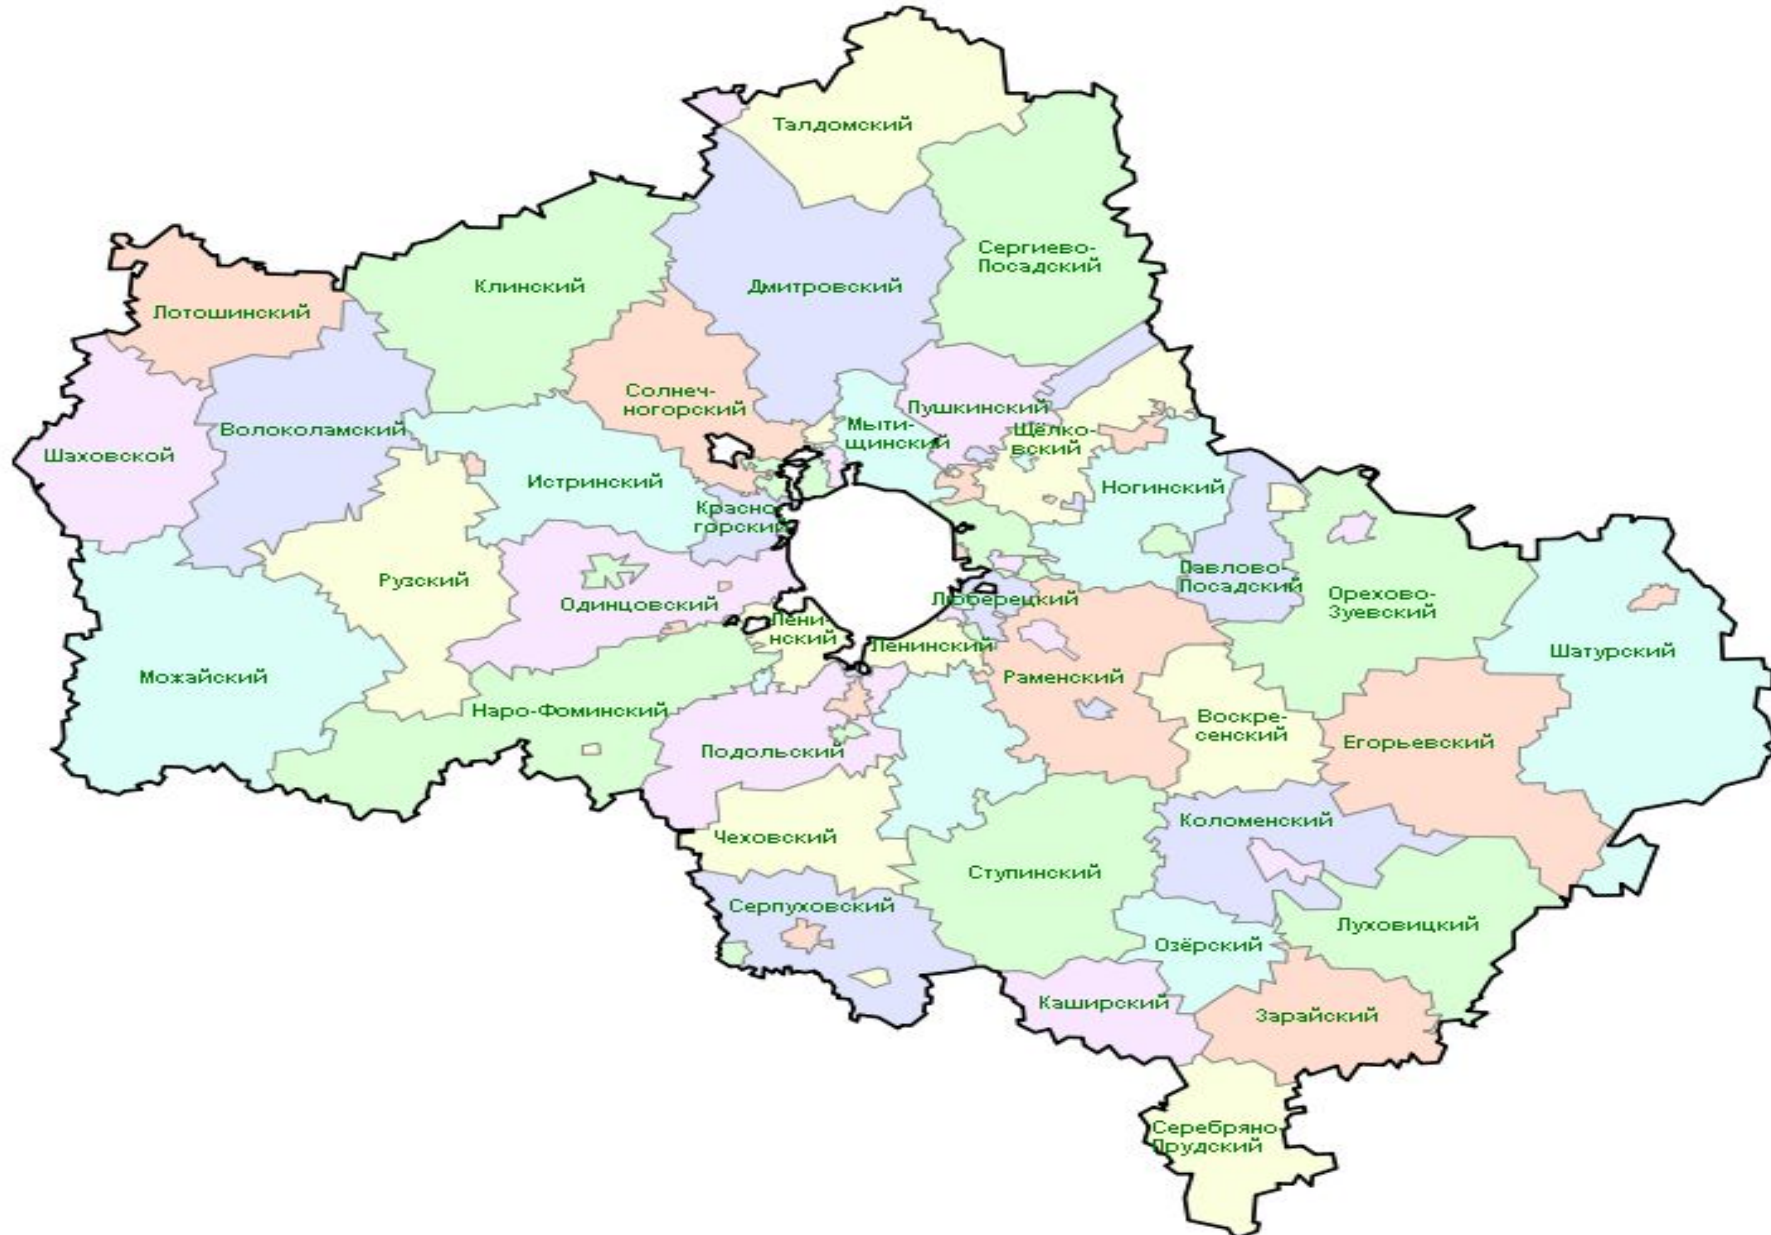 Талдомский
Сергиево-
Посадский
Клинский
Дмитровский
Лотошинский
Солнеч-
ногорский
Пушкинский
Волоколамский
Мыти-
щинский
Щёлко-
вский
Шаховской
Истринский
Ногинский
Красно-
горский
Павлово-
Посадский
Рузский
Одинцовский
Люберецкий
Орехово-
Зуевский
Лени-
нский
Ленинский
Шатурский
Можайский
Раменский
Наро-Фоминский
Воскре-
сенский
Егорьевский
Подольский
Чеховский
Коломенский
Ступинский
Серпуховский
Луховицкий
Озёрский
Каширский
Зарайский
Серебряно-
Прудский